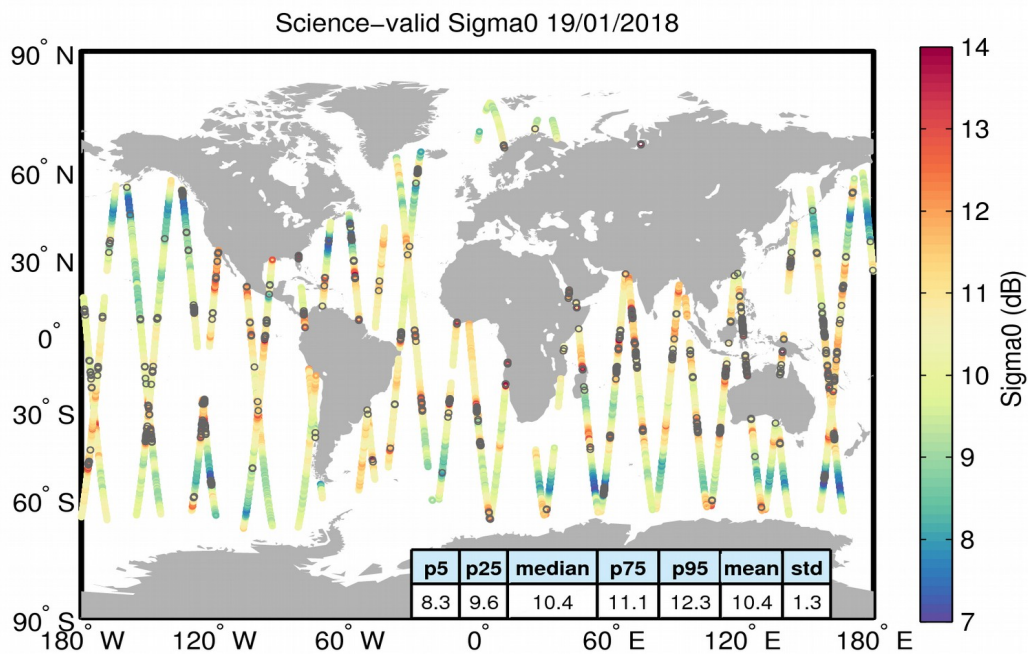 Science−valid Sigma0 19/01/2018
90° N
60° N
30° N
0°
30° S
60° S
90° S
180° W
120° W
60° W
0°
60° E
120° E
180° E
p5 p25 median p75 p95 mean std
8.3 9.6 10.4 11.1 12.3 10.4 1.3
14
13
12
11
10
9
8
7
Sigma0 (dB)